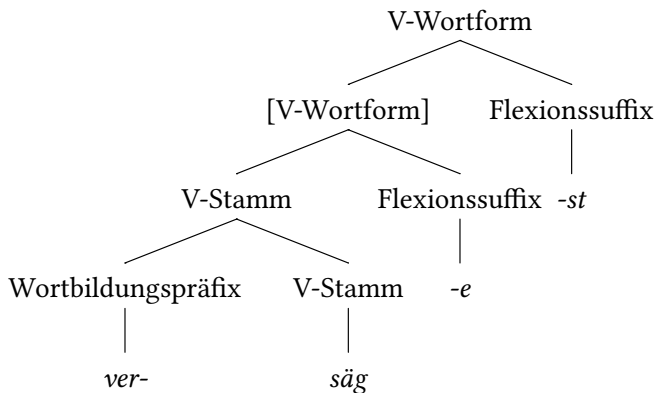 V-Wortform
[V-Wortform] Flexionssuffix
V-Stamm Flexionssuffix -st
Wortbildungspräfix V-Stamm -e
ver- säg